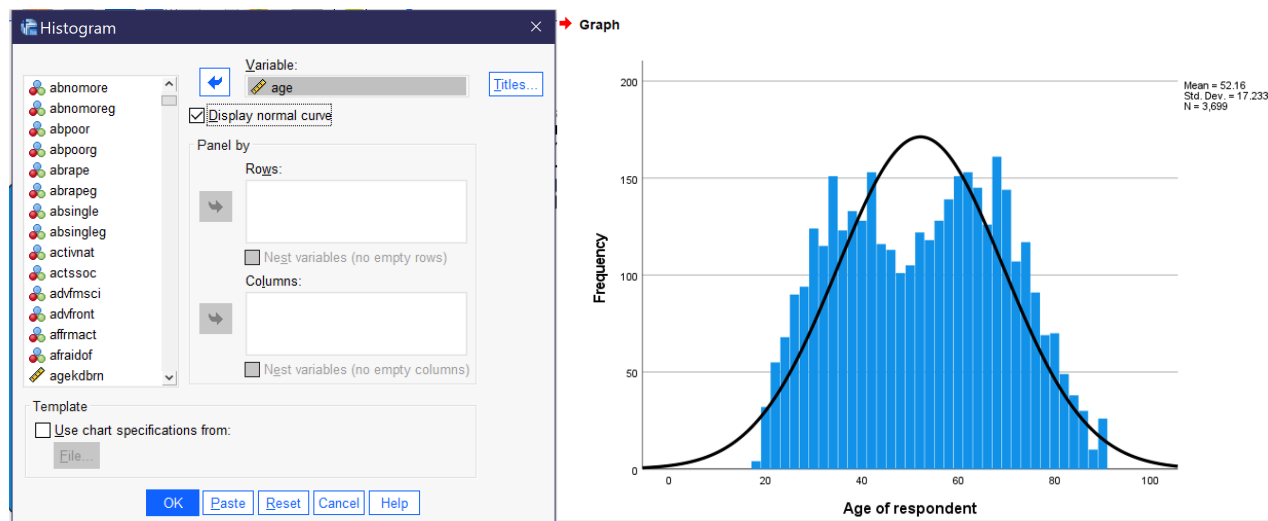 Histogram
Variable:
age
Titles...
Display normal curve
abnomore
abnomoreg
abpoor
abpoorg
abrape
abrapeg
absingle
absingleg
activnat
actssoc
advfmsci
advfront
affrmact
afraidof
agekdbrn
Panel by
Rows:
Nest variables (no empty rows)
Columns:
Nest variables (no empty columns)
Template
Use chart specifications from:
File...
OK
Paste
Reset
Cancel
Help
Graph
Mean = 52.16
Std. Dev. = 17.233
N = 3,699
Frequency
200
150
100
50
0
0 20 40 60 80 100
Age of respondent